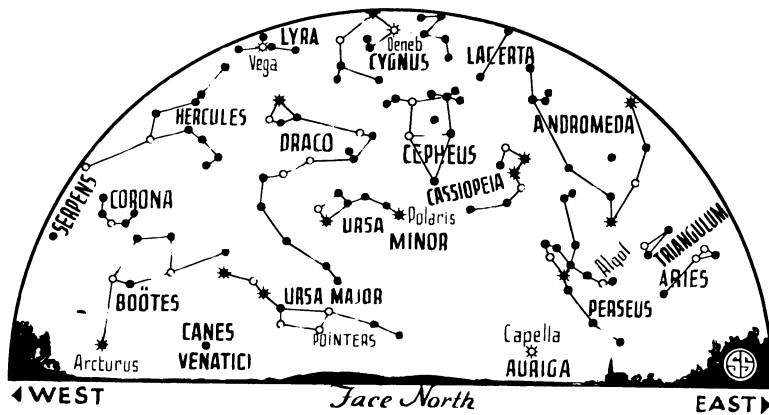 LYRA
Vega
Deneb
CYGNUS
LACERTA
HERCULES
DRACO
CEPHEUS
ANDROMEDA
SERPENS
CORONA
CASSIOPEIA
Polaris
URSA
MINOR
TRIANGULUM
Algol
ARIES
BOÖTES
URSA MAJOR
PERSEUS
POINTERS
CANES
VENATICI
Arcturus
Capella
AURIGA
SS
WEST
Face North
EAST